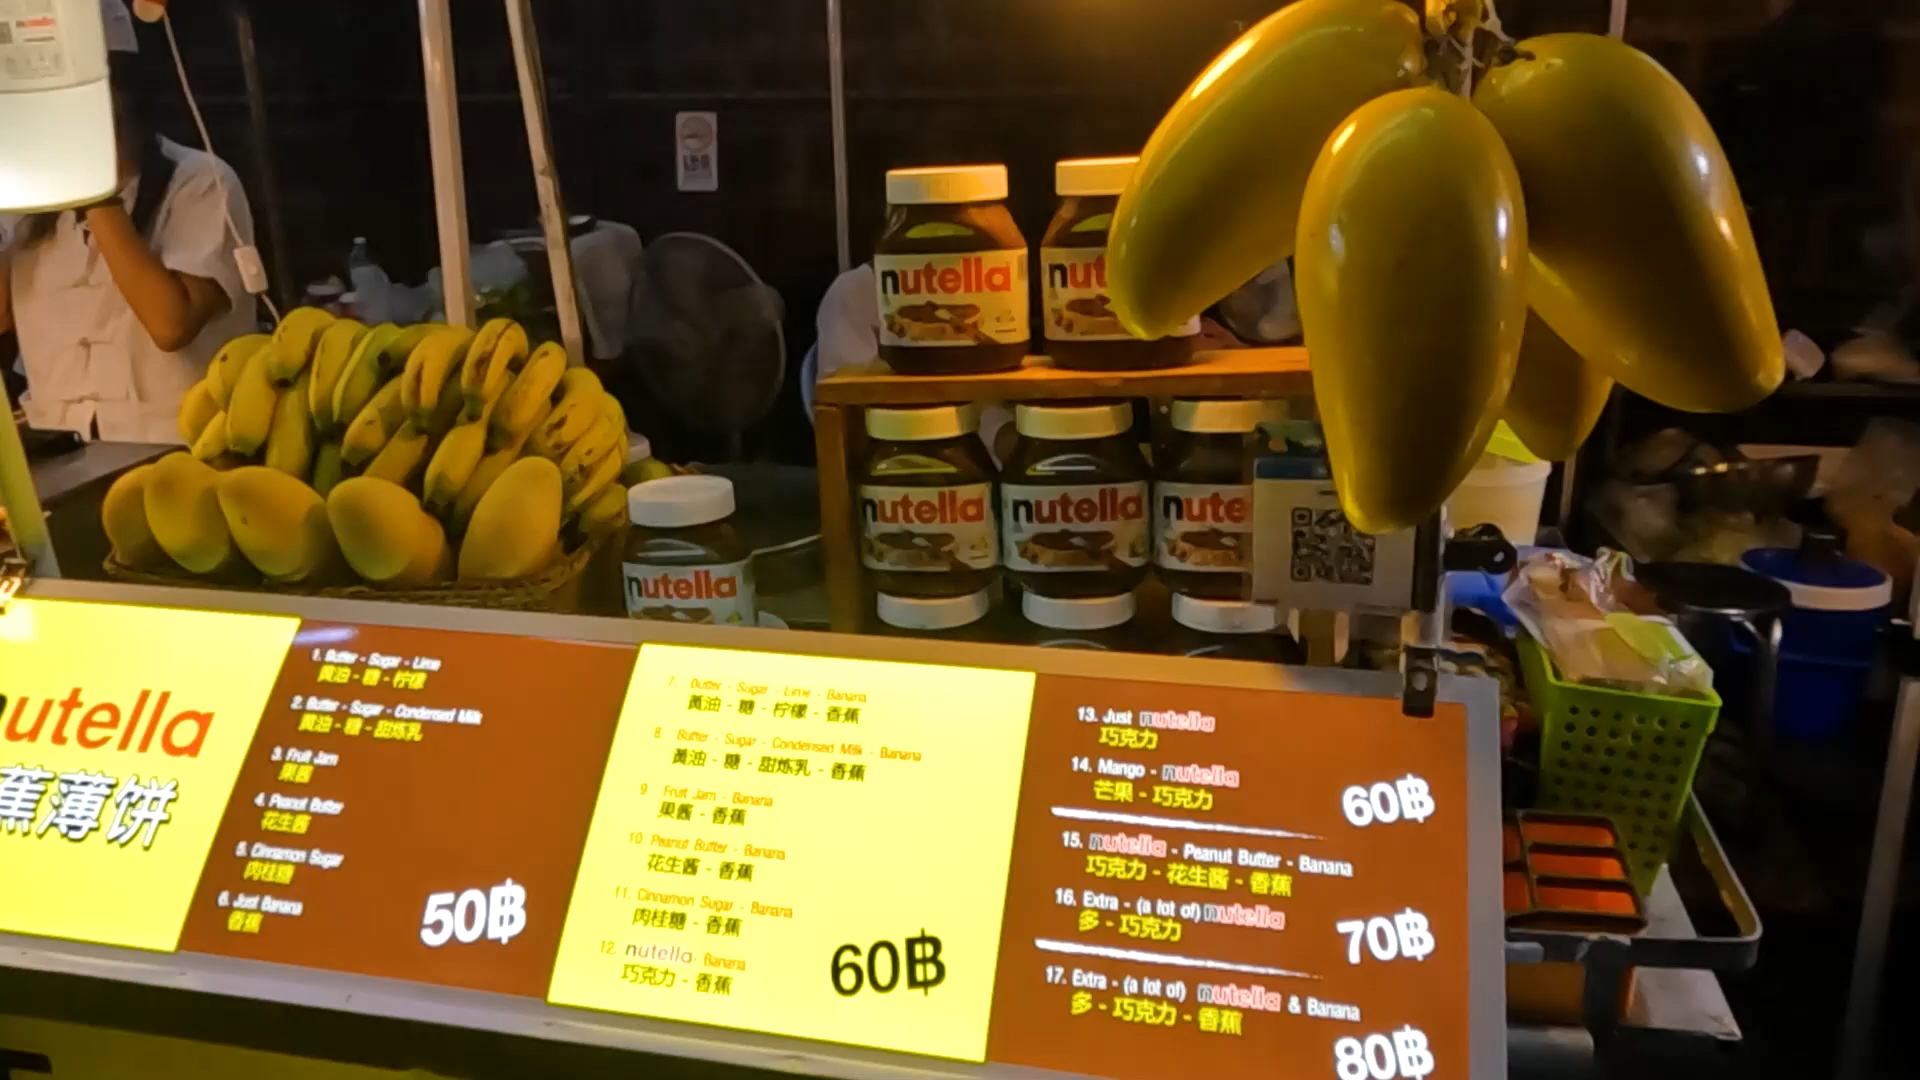 nutella
nut
nutella
nutella
nute
nutella
nutella
蕉薄饼
1. Butter - Sugar - Lime
黄油 - 糖 - 柠檬
2. Butter - Sugar - Condensed Milk
黄油 - 糖 - 甜炼乳
3. Fruit Jam
果酱
4. Peanut Butter
花生酱
5. Cinnamon Sugar
肉桂糖
6. Just Banana
香蕉
50฿
7. Butter - Sugar - Lime - Banana
黄油 - 糖 - 柠檬 - 香蕉
8. Butter - Sugar - Condensed Milk - Banana
黄油 - 糖 - 甜炼乳 - 香蕉
9. Fruit Jam - Banana
果酱 - 香蕉
10. Peanut Butter - Banana
花生酱 - 香蕉
11. Cinnamon Sugar - Banana
肉桂糖 - 香蕉
12. nutella - Banana
巧克力 - 香蕉
60฿
13. Just nutella
巧克力
14. Mango - nutella
芒果 - 巧克力
60฿
15. nutella - Peanut Butter - Banana
巧克力 - 花生酱 - 香蕉
16. Extra - (a lot of) nutella
多 - 巧克力
70฿
17. Extra - (a lot of) nutella & Banana
多 - 巧克力 - 香蕉
80฿